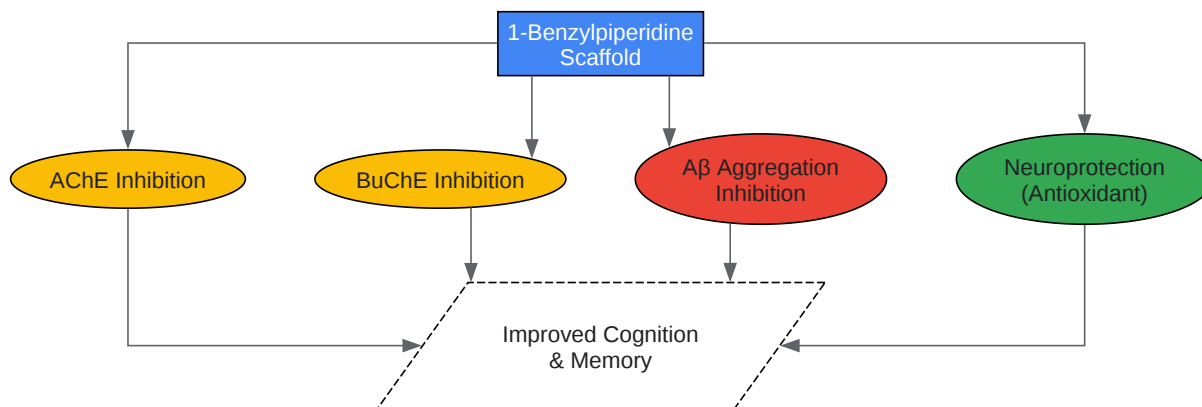 1-Benzylpiperidine
Scaffold
AChE Inhibition
BuChE Inhibition
Aβ Aggregation
Inhibition
Neuroprotection
(Antioxidant)
Improved Cognition
& Memory